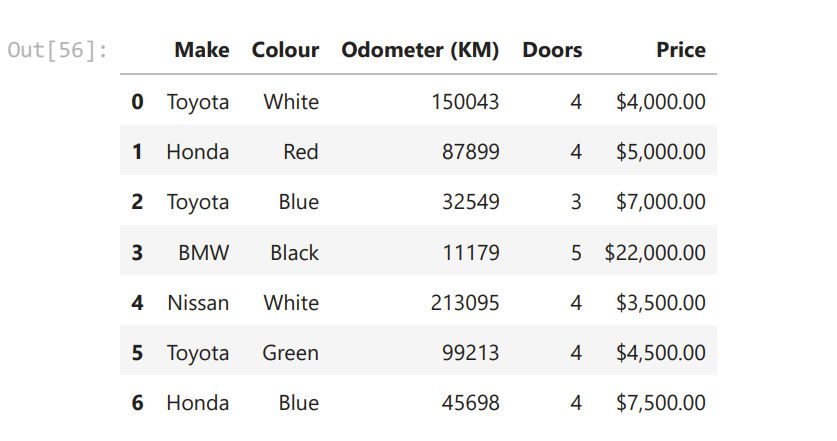 Out[56]:
Make Colour Odometer (KM) Doors Price
0 Toyota White 150043 4 $4,000.00
1 Honda Red 87899 4 $5,000.00
2 Toyota Blue 32549 3 $7,000.00
3 BMW Black 11179 5 $22,000.00
4 Nissan White 213095 4 $3,500.00
5 Toyota Green 99213 4 $4,500.00
6 Honda Blue 45698 4 $7,500.00